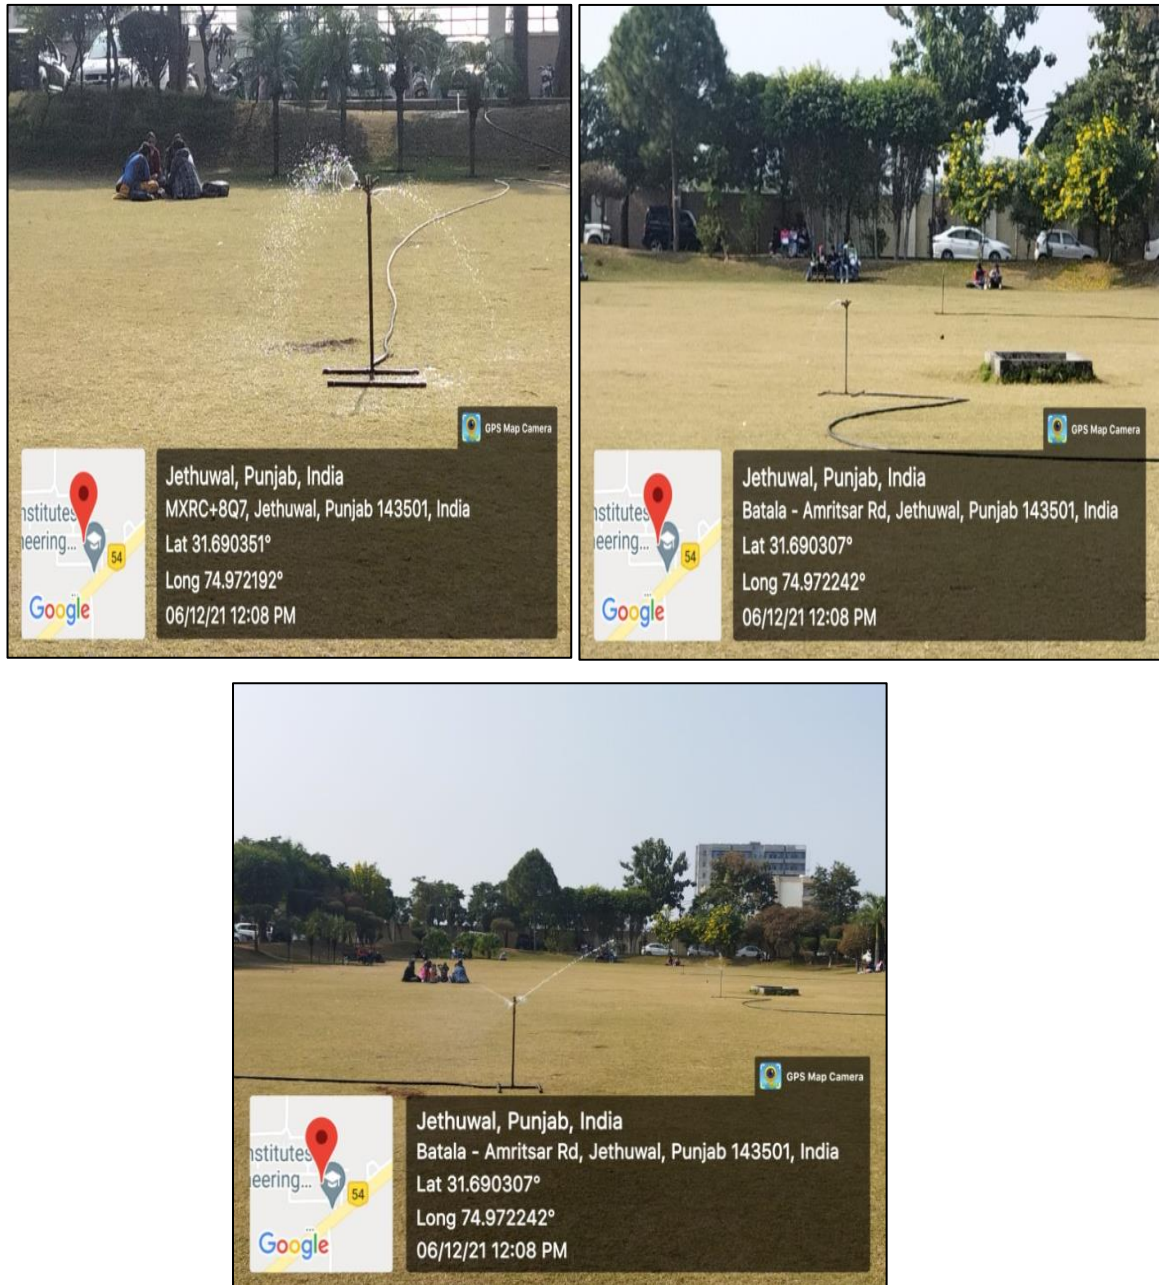 GPS Map Camera
Jethuwal, Punjab, India
MXRC+8Q7, Jethuwal, Punjab 143501, India
Lat 31.690351°
Long 74.972192°
06/12/21 12:08 PM
nstitutes
eering...
54
Google
GPS Map Camera
Jethuwal, Punjab, India
Batala - Amritsar Rd, Jethuwal, Punjab 143501, India
Lat 31.690307°
Long 74.972242°
06/12/21 12:08 PM
nstitutes
eering...
54
Google
GPS Map Camera
Jethuwal, Punjab, India
Batala - Amritsar Rd, Jethuwal, Punjab 143501, India
Lat 31.690307°
Long 74.972242°
06/12/21 12:08 PM
nstitutes
eering...
54
Google